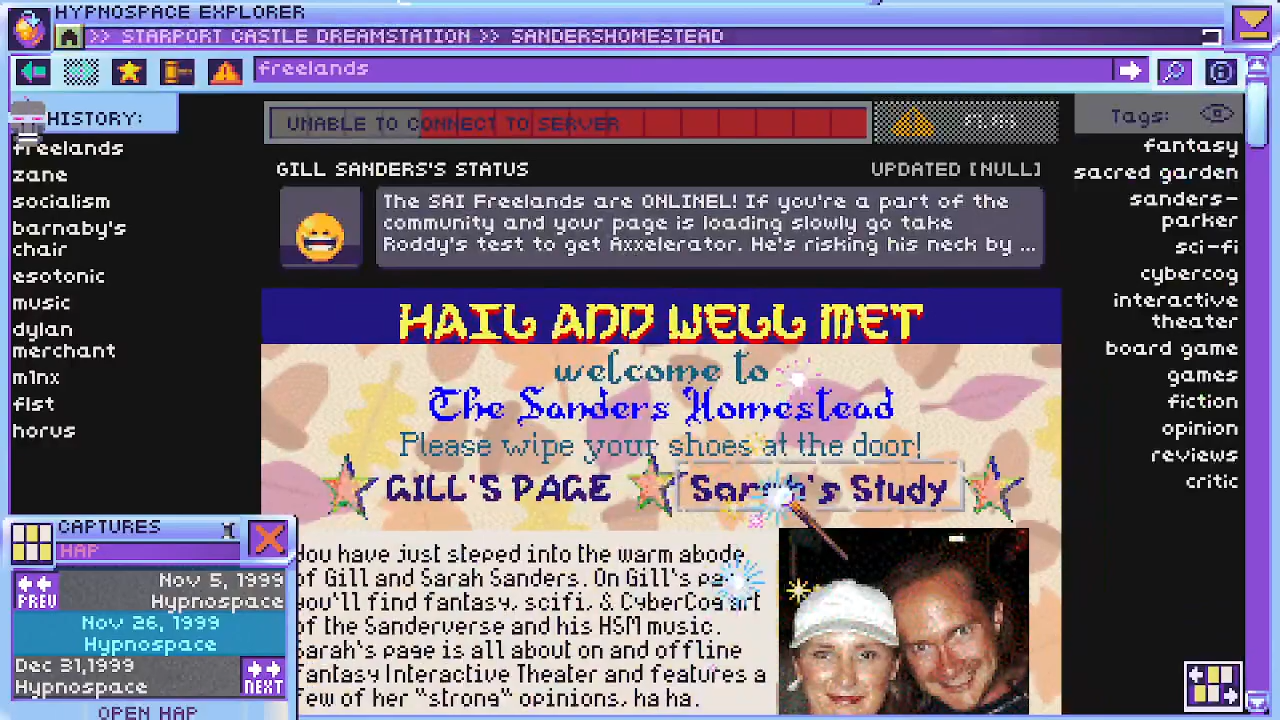 HYPNOSPACE EXPLORER
>> STARPORT CASTLE DREAMSTATION >> SANDERSHOMESTEAD
freelands
HISTORY:
freelands
zane
socialism
barnaby's
chair
esotonic
music
dylan
merchant
m1nx
f1st
horus
UNABLE TO CONNECT TO SERVER
GILL SANDERS'S STATUS
UPDATED [NULL]
The SAI Freelands are ONLINEL! If you're a part of the
community and your page is loading slowly go take
Roddy's test to get Axxelerator. He's risking his neck by ...
HAIL AND WELL MET
welcome to
The Sanders Homestead
Please wipe your shoes at the door!
GILL'S PAGE
Sarah's Study
You have just steped into the warm abode
of Gill and Sarah Sanders. On Gill's
you'll find fantasy, scifi, & CyberCog art
of the Sanderverse and his HSM music.
Sarah's page is all about on and offline
Fantasy Interactive Theater and features a
few of her "strong" opinions, ha ha.
Tags:
fantasy
sacred garden
sanders-
parker
sci-fi
cybercog
interactive
theater
board game
games
fiction
opinion
reviews
critic
CAPTURES
HAP
PREV
Nov 5, 1999
Hypnospace
Nov 26, 1999
Hypnospace
Dec 31,1999
Hypnospace
NEXT
OPEN HAP